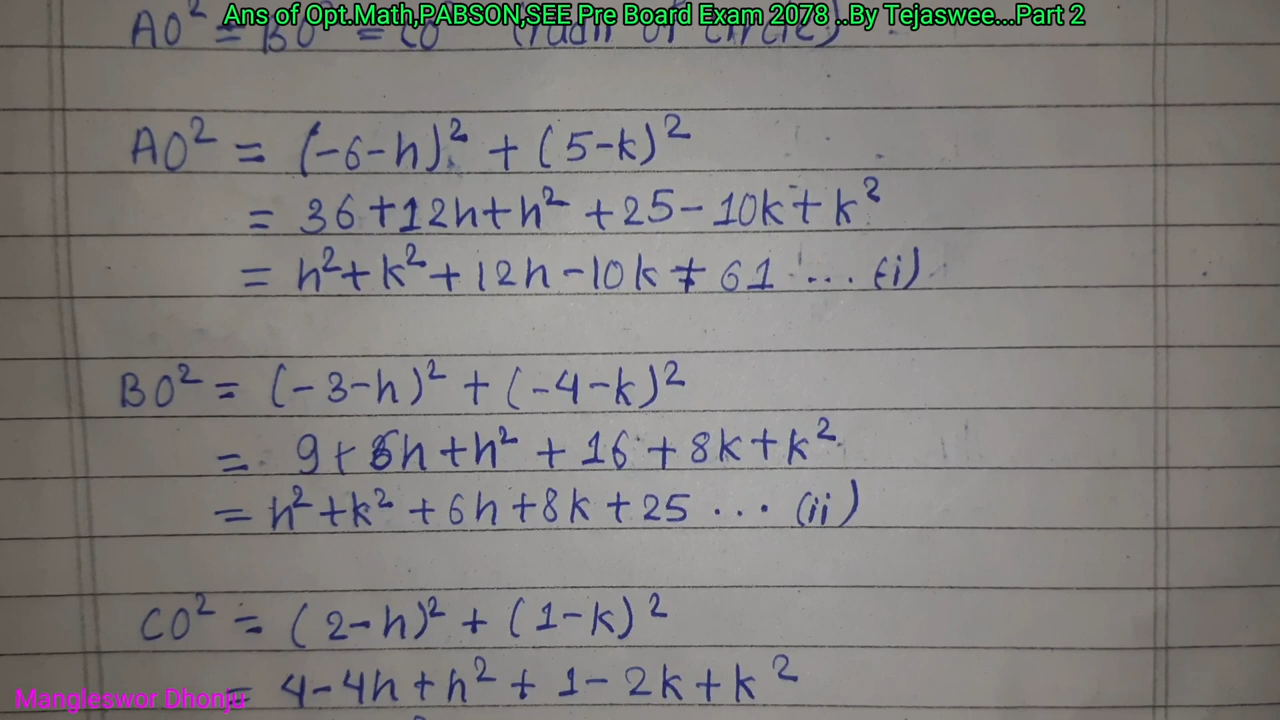 Ans of Opt.Math,PABSON,SEE Pre Board Exam 2078 ..By Tejaswee...Part 2
AO² = BO² = CO² (radii of circle)
AO² = (-6-h)² + (5-k)²
= 36+12h+h² +25-10k+k²
= h²+k²+12h-10k+61 ... (i)
BO² = (-3-h)² + (-4-k)²
= 9+6h+h² + 16 + 8k+k²
= h²+k² +6h+8k+25 ... (ii)
CO² = (2-h)² + (1-k)²
= 4-4h+h² + 1-2k+k²
Mangleswor Dhonju